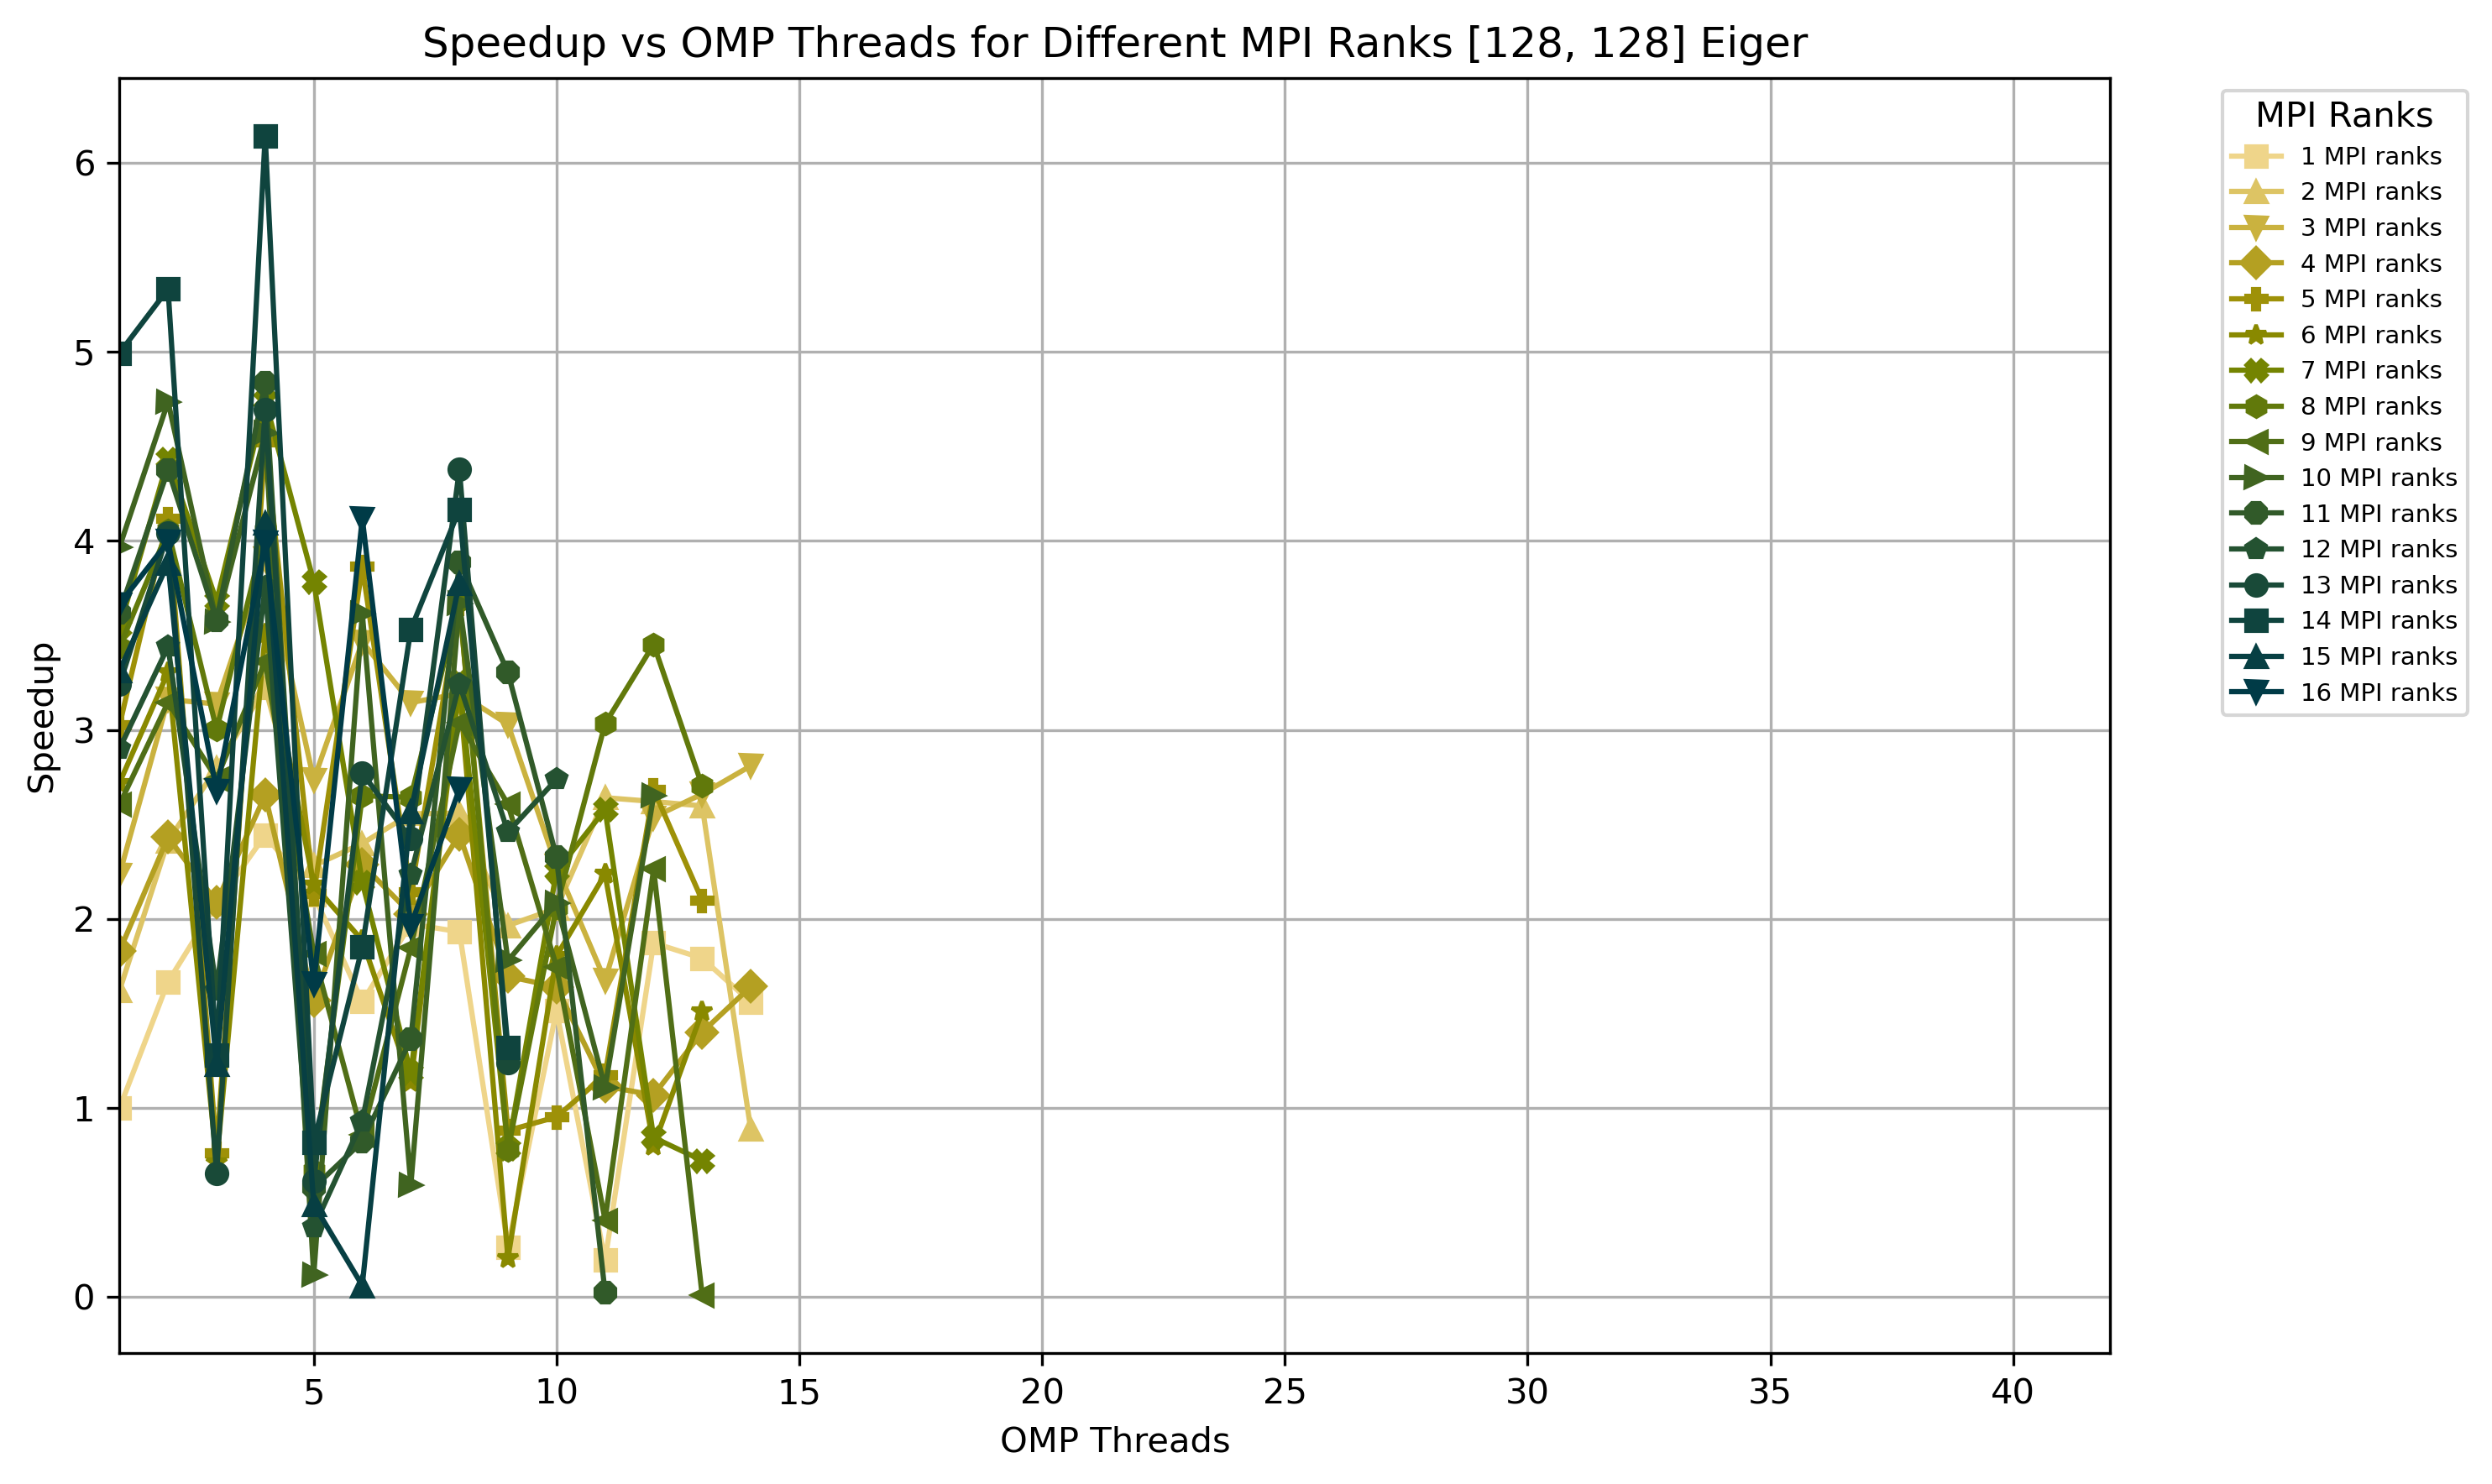 Speedup vs OMP Threads for Different MPI Ranks [128, 128] Eiger
MPI Ranks
1 MPI ranks
2 MPI ranks
3 MPI ranks
4 MPI ranks
5 MPI ranks
6 MPI ranks
7 MPI ranks
8 MPI ranks
9 MPI ranks
10 MPI ranks
11 MPI ranks
12 MPI ranks
13 MPI ranks
14 MPI ranks
15 MPI ranks
16 MPI ranks
Speedup
6
5
4
3
2
1
0
5 10 15 20 25 30 35 40
OMP Threads